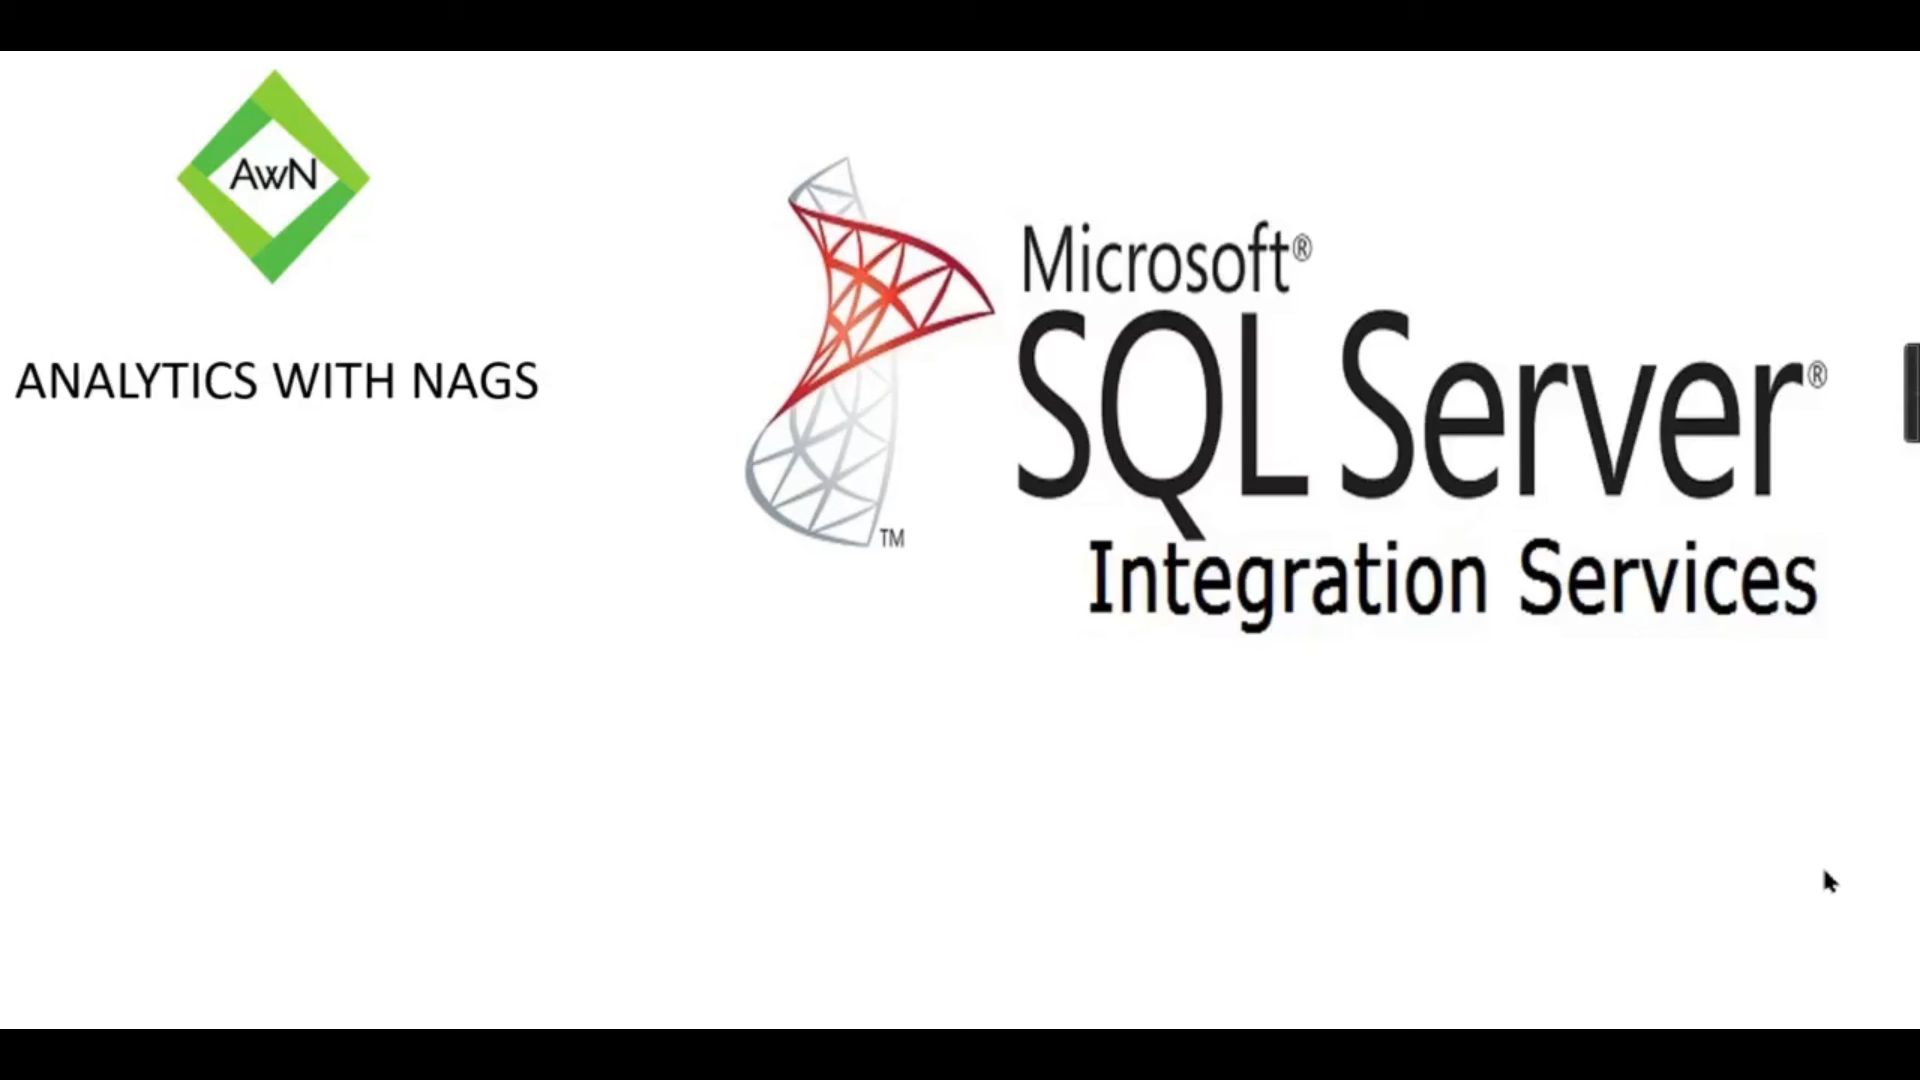 AwN
ANALYTICS WITH NAGS
Microsoft®
SQL Server®
TM
Integration Services